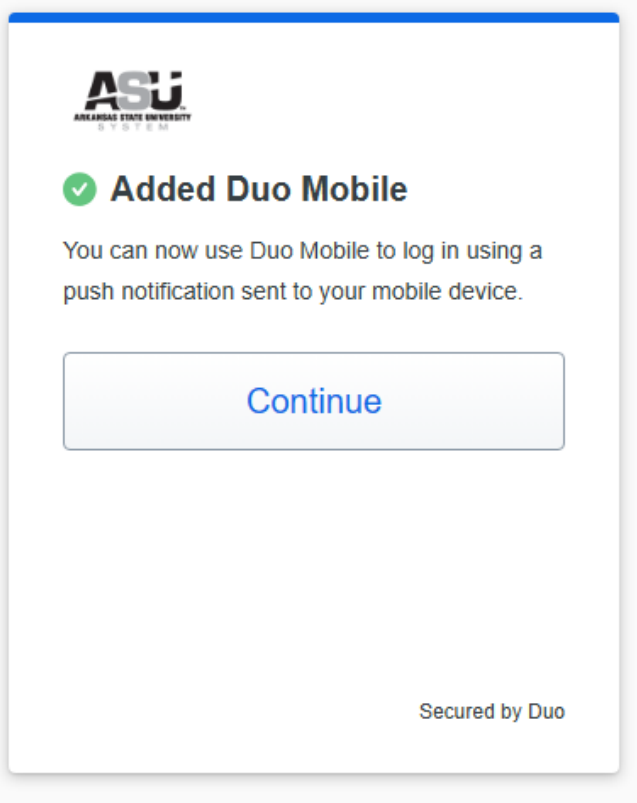 ASU
ARKANSAS STATE UNIVERSITY
SYSTEM
Added Duo Mobile
You can now use Duo Mobile to log in using a
push notification sent to your mobile device.
Continue
Secured by Duo